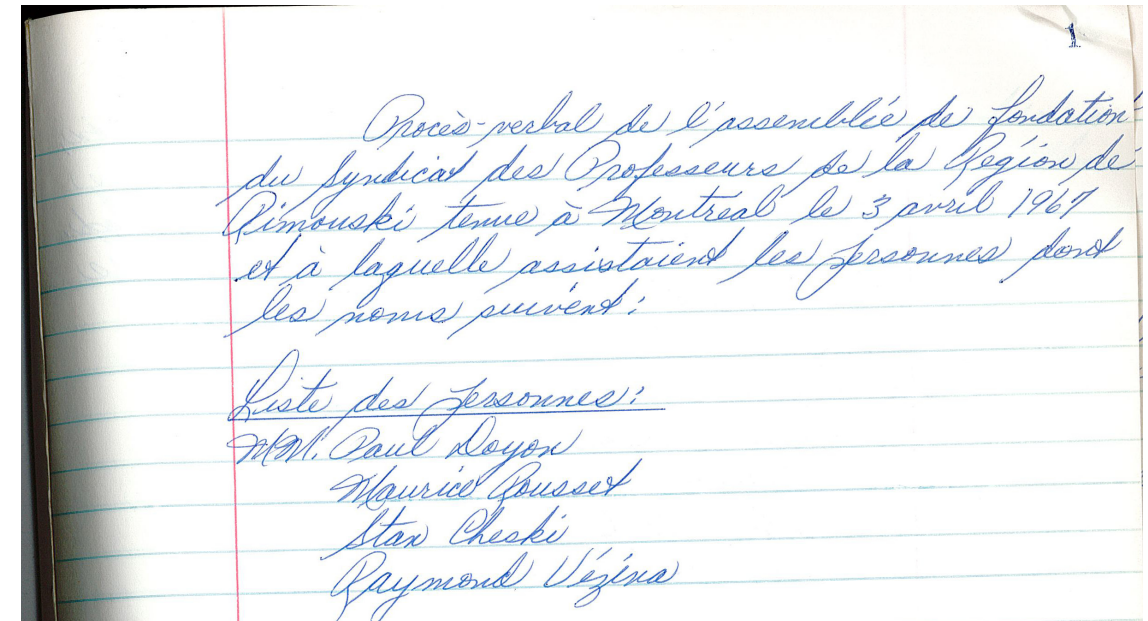 1
Procès-verbal de l'assemblée de fondation
du Syndicat des Professeurs de la Région de
Rimouski tenue à Montréal le 3 avril 1967
et à laquelle assistaient les personnes dont
les noms suivent:
Liste des personnes:
MM. Paul Doyon
Maurice Rousset
Stan Cheski
Raymond Vézina